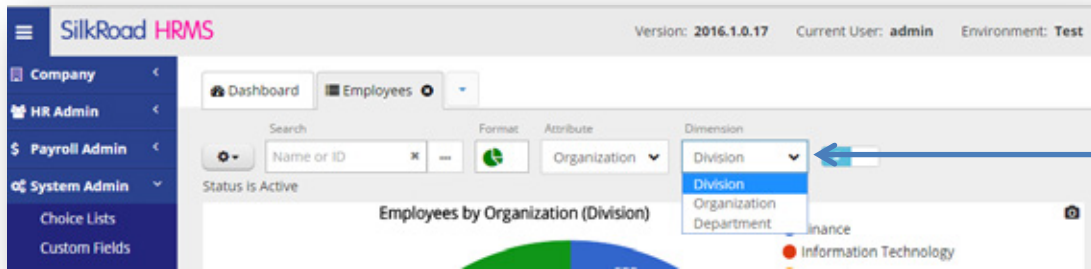 SilkRoad HRMS
Version: 2016.1.0.17 Current User: admin Environment: Test
Company
HR Admin
$ Payroll Admin
System Admin
Choice Lists
Custom Fields
Dashboard Employees
Search Format Attribute Dimension
Name or ID Organization Division
Status is Active
Division
Organization
Department
Employees by Organization (Division)
Information Technology